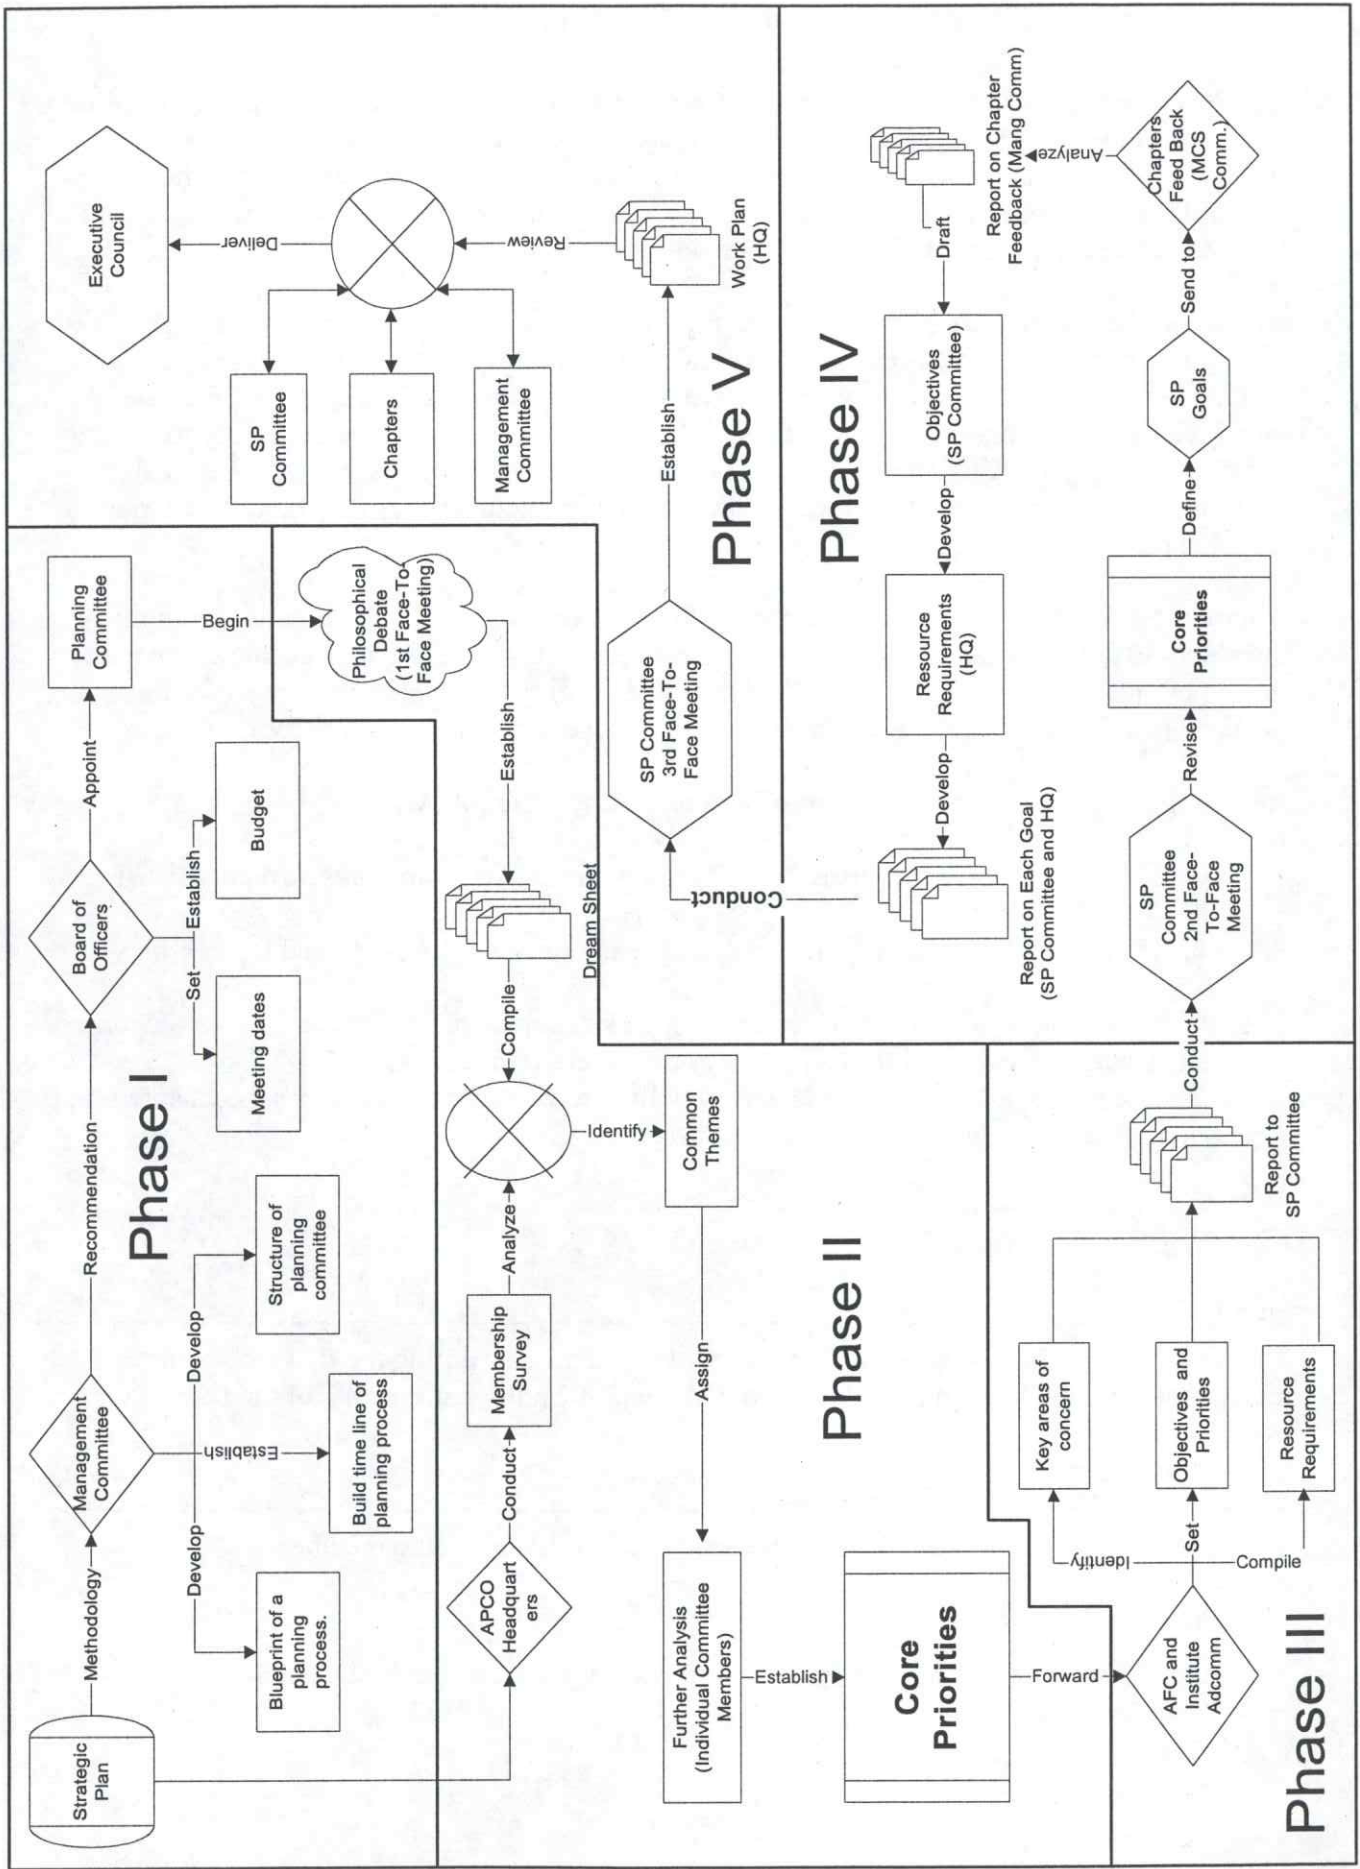 Phase I
Strategic
Plan
Methodology
Management
Committee
Develop
Develop
Establish
Blueprint of a
planning
process.
Build time line of
planning process
Structure of
planning
committee
Recommendation
Board of
Officers
Set
Establish
Meeting dates
Budget
Appoint
Planning
Committee
Begin
Phase II
APCO
Headquart
ers
Conduct
Membership
Survey
Analyze
Compile
Dream Sheet
Establish
Philosophical
Debate
(1st Face-To-
Face Meeting)
Identify
Common
Themes
Assign
Further Analysis
(Individual Committee
Members)
Establish
Core
Priorities
Forward
Phase III
AFC and
Institute
Adcomm
Identify
Set
Compile
Key areas of
concern
Objectives and
Priorities
Resource
Requirements
Report to
SP Committee
Conduct
Phase IV
SP
Committee
2nd Face-
To-Face
Meeting
Revise
Core
Priorities
Define
SP
Goals
Send to
Chapters
Feed Back
(MCS
Comm.)
Analyze
Report on Chapter
Feedback (Mang Comm)
Draft
Objectives
(SP Committee)
Develop
Resource
Requirements
(HQ)
Develop
Report on Each Goal
(SP Committee and HQ)
Conduct
Phase V
SP Committee
3rd Face-To-
Face Meeting
Establish
Work Plan
(HQ)
Review
SP
Committee
Chapters
Management
Committee
Deliver
Executive
Council